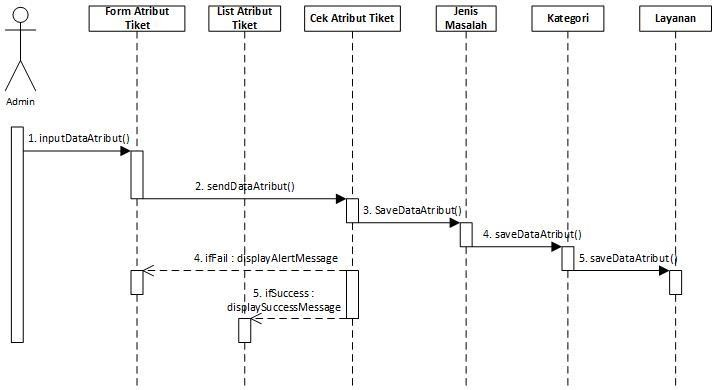 Form Atribut
Tiket
List Atribut
Tiket
Cek Atribut Tiket
Jenis
Masalah
Kategori
Layanan
Admin
1. inputDataAtribut()
2. sendDataAtribut()
3. SaveDataAtribut()
4. saveDataAtribut()
5. saveDataAtribut()
4. ifFail : displayAlertMessage
5. ifSuccess :
displaySuccessMessage